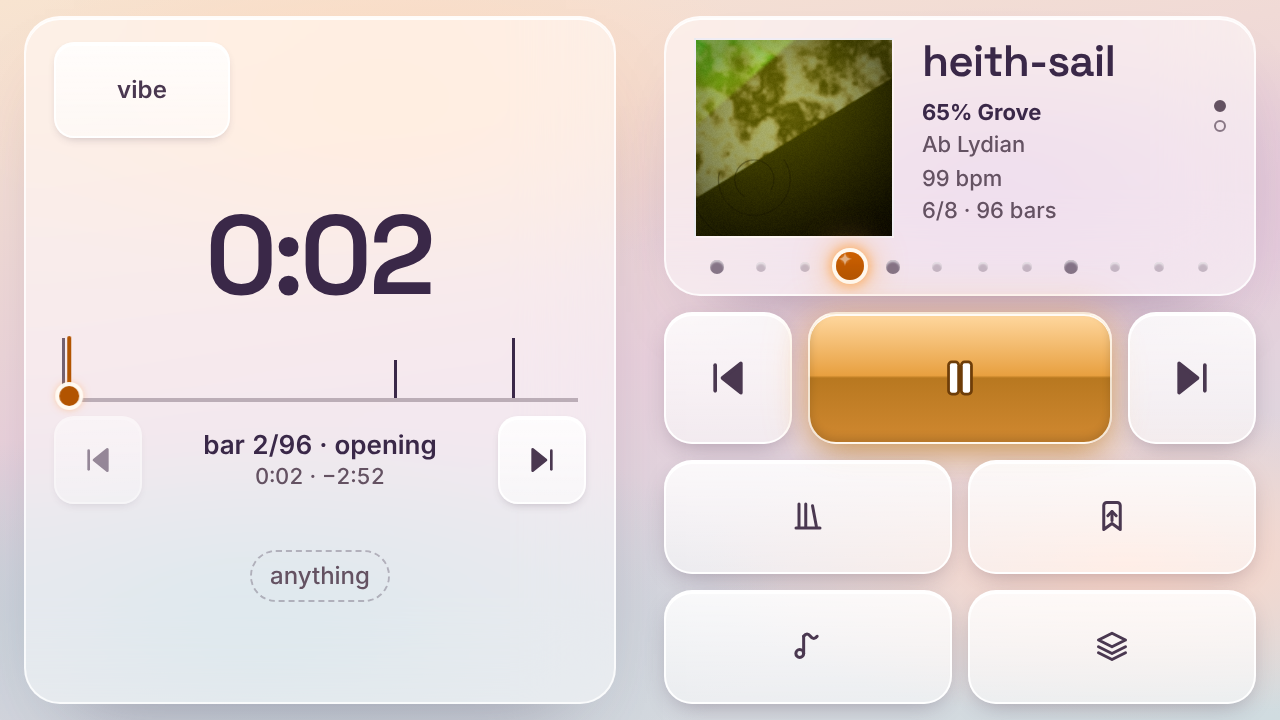 vibe
0:02
bar 2/96 · opening
0:02 · −2:52
anything
heith-sail
65% Grove
Ab Lydian
99 bpm
6/8 · 96 bars